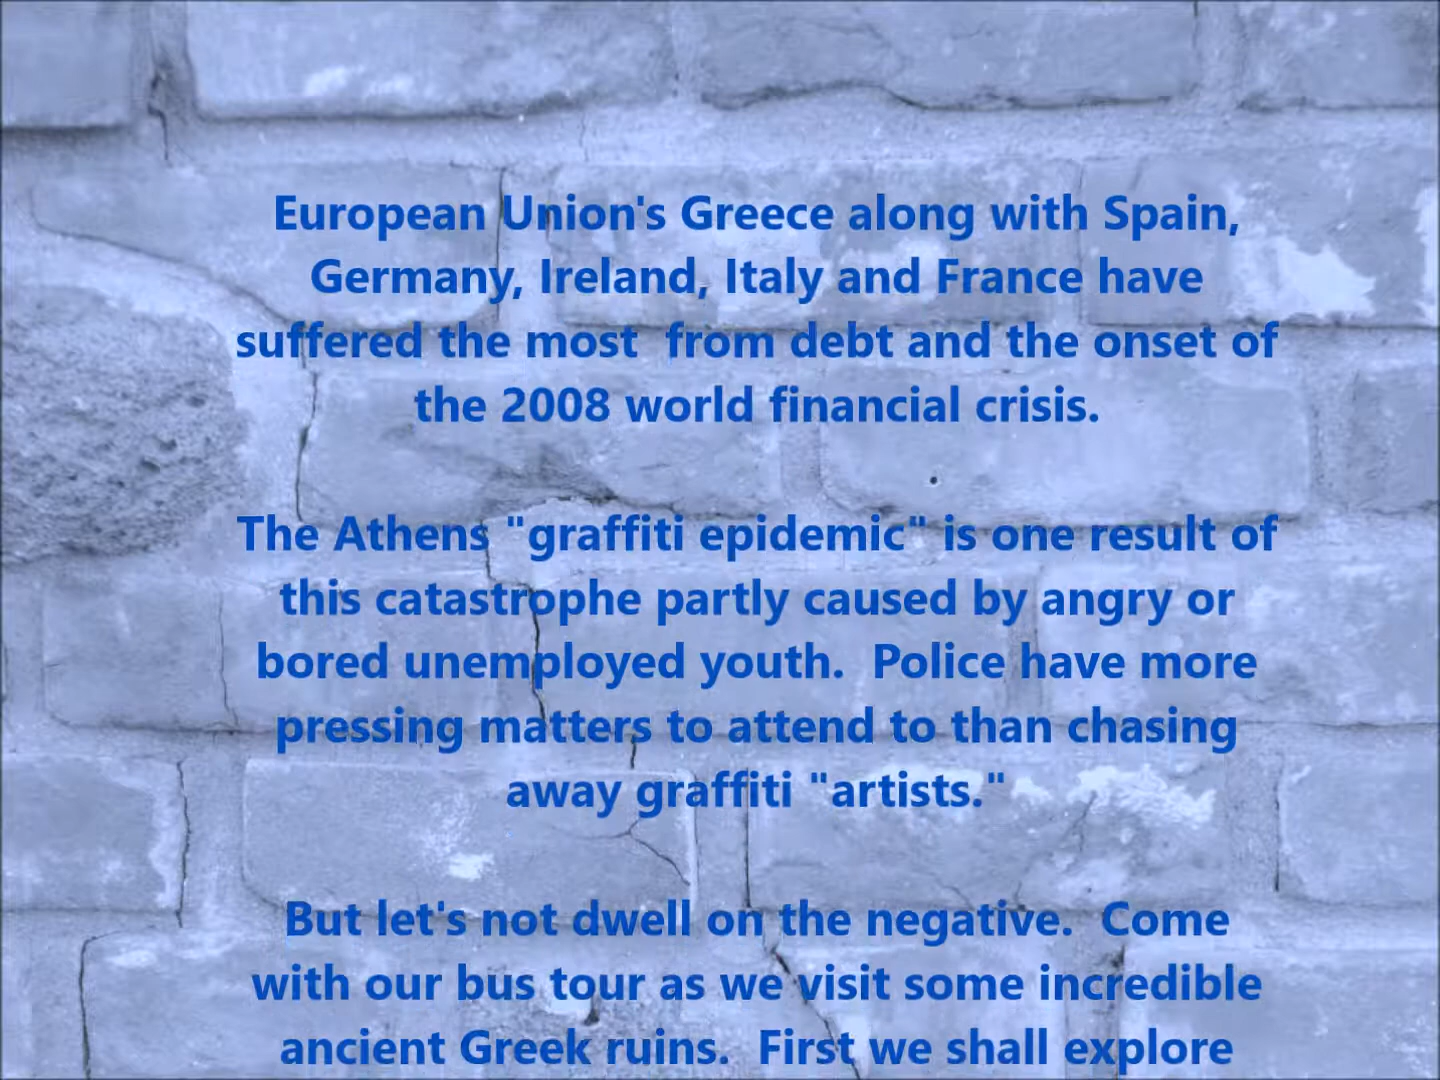 European Union's Greece along with Spain,
Germany, Ireland, Italy and France have
suffered the most  from debt and the onset of
the 2008 world financial crisis.
The Athens "graffiti epidemic" is one result of
this catastrophe partly caused by angry or
bored unemployed youth.  Police have more
pressing matters to attend to than chasing
away graffiti "artists."
But let's not dwell on the negative.  Come
with our bus tour as we visit some incredible
ancient Greek ruins.  First we shall explore